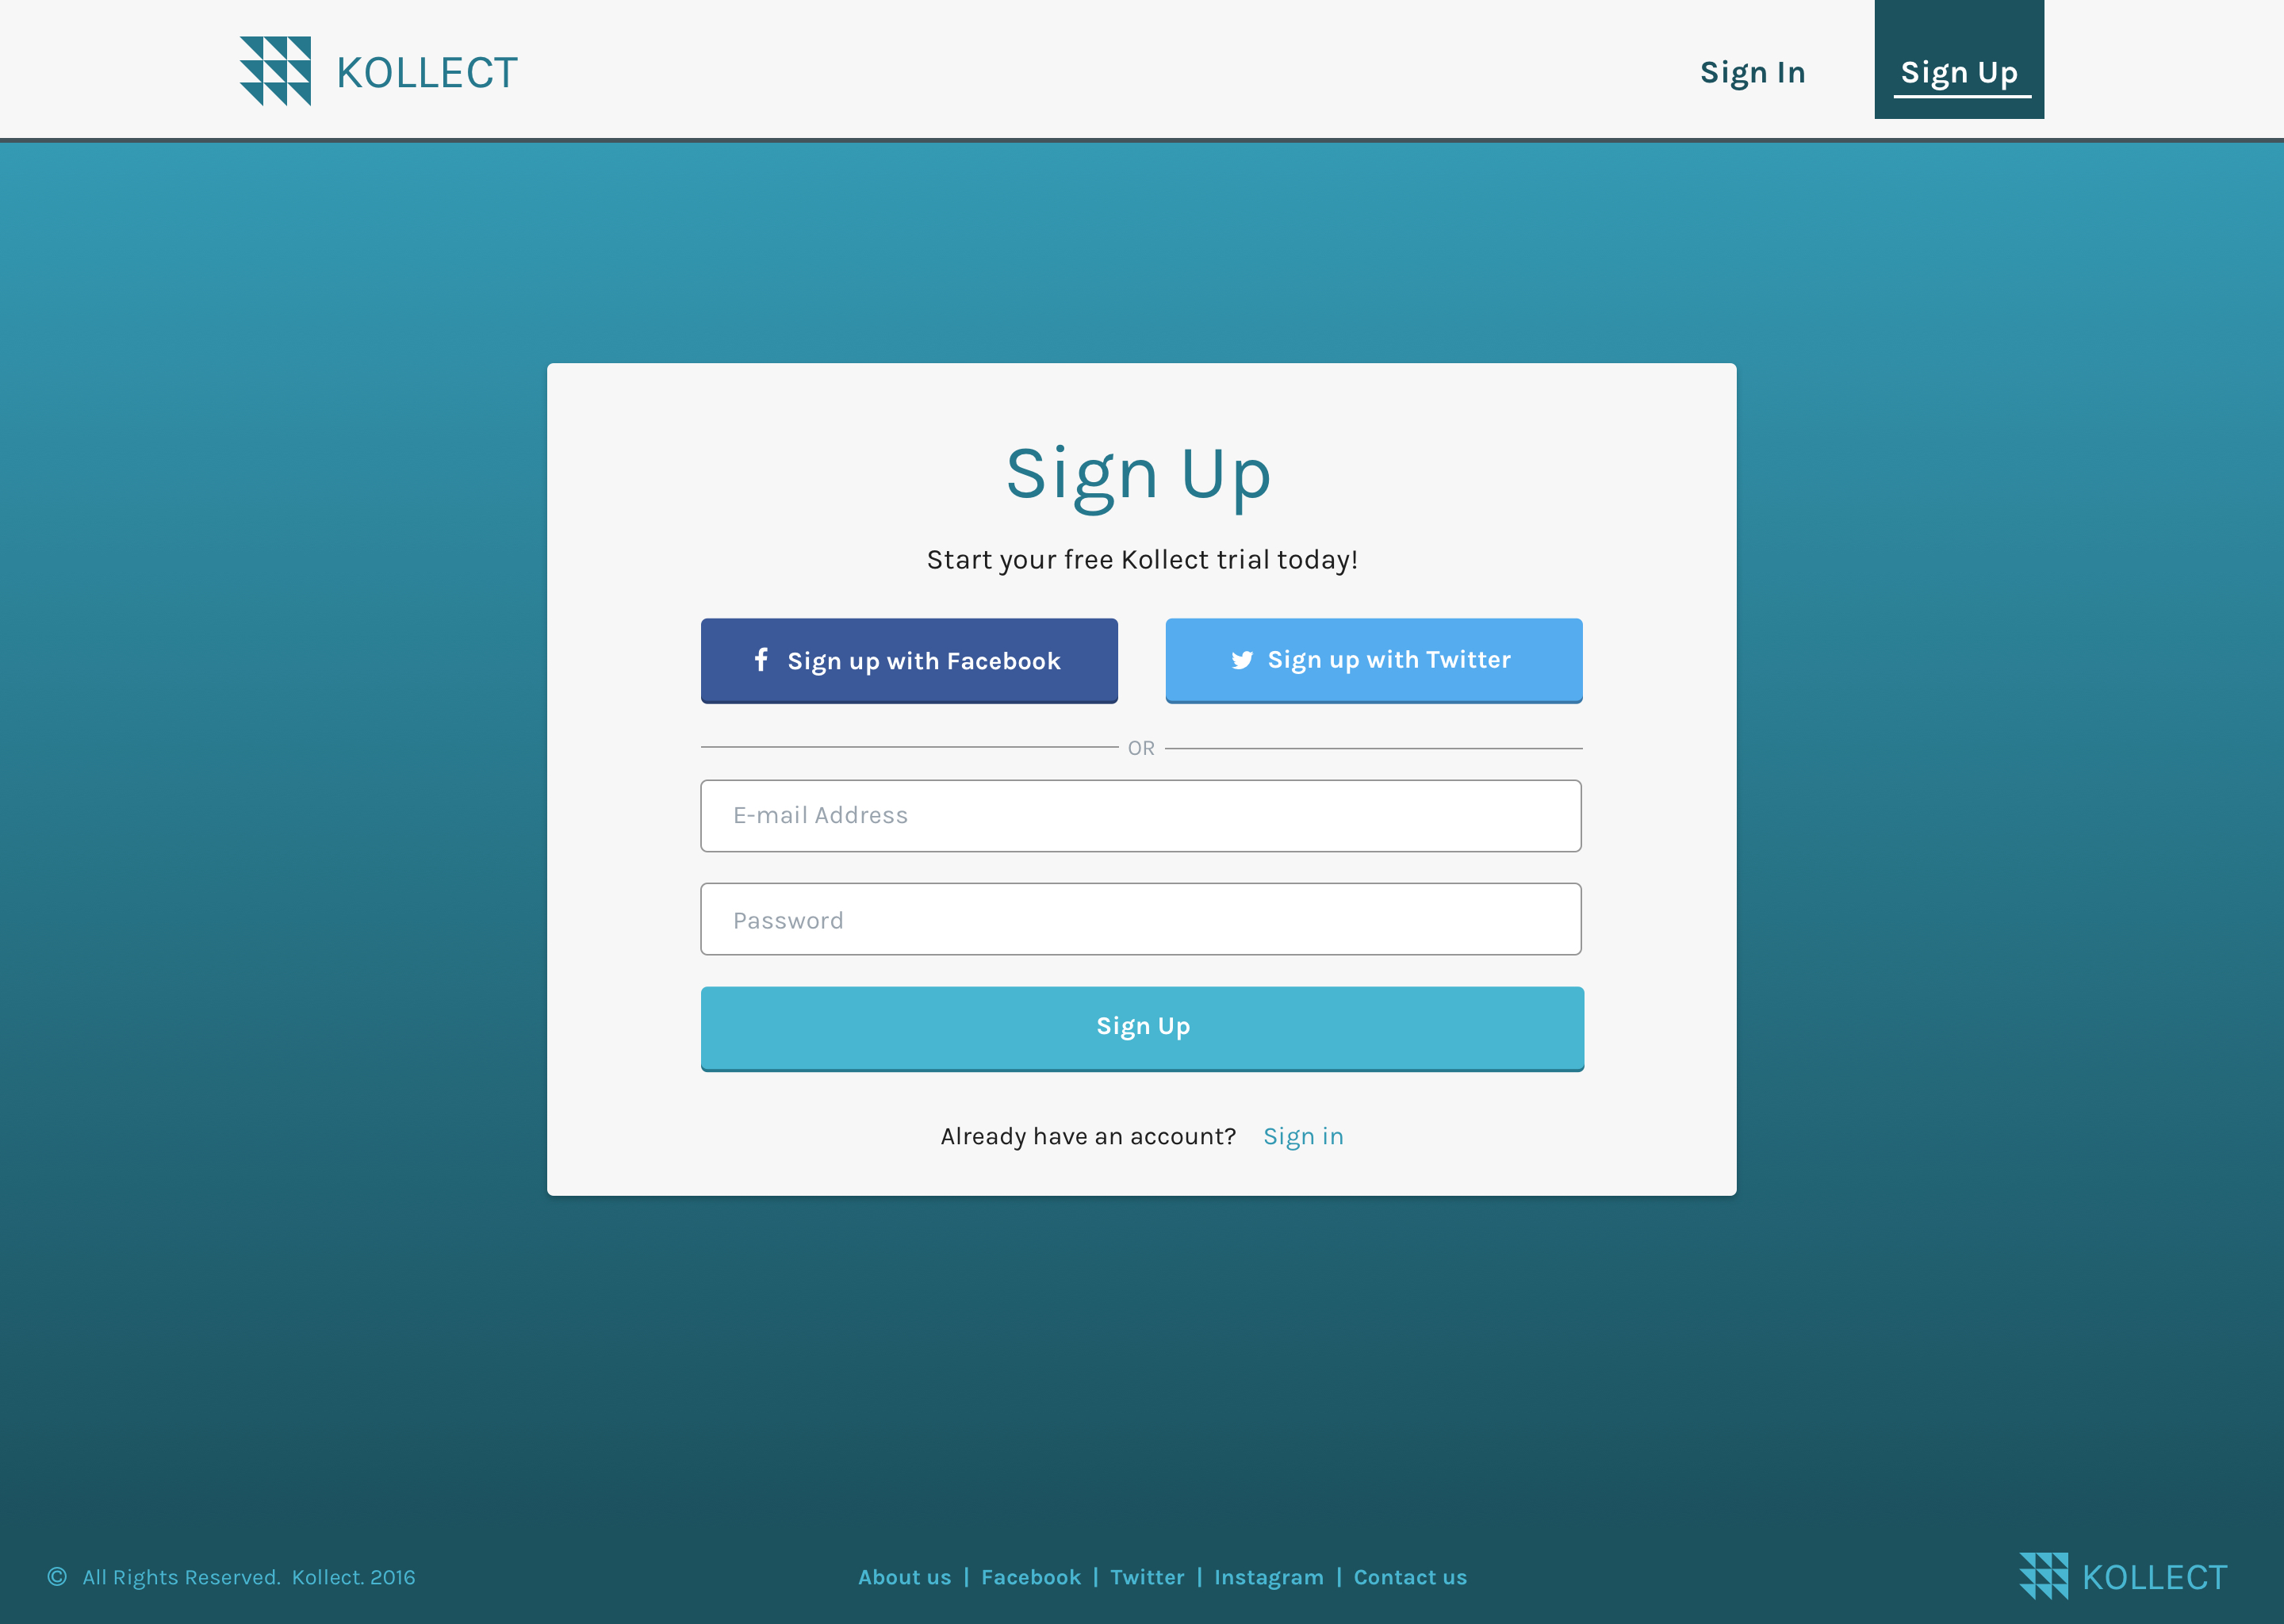 KOLLECT
Sign In
Sign Up
Sign Up
Start your free Kollect trial today!
Sign up with Facebook
Sign up with Twitter
OR
E-mail Address
Password
Sign Up
Already have an account? Sign in
© All Rights Reserved. Kollect. 2016
About us | Facebook | Twitter | Instagram | Contact us
KOLLECT